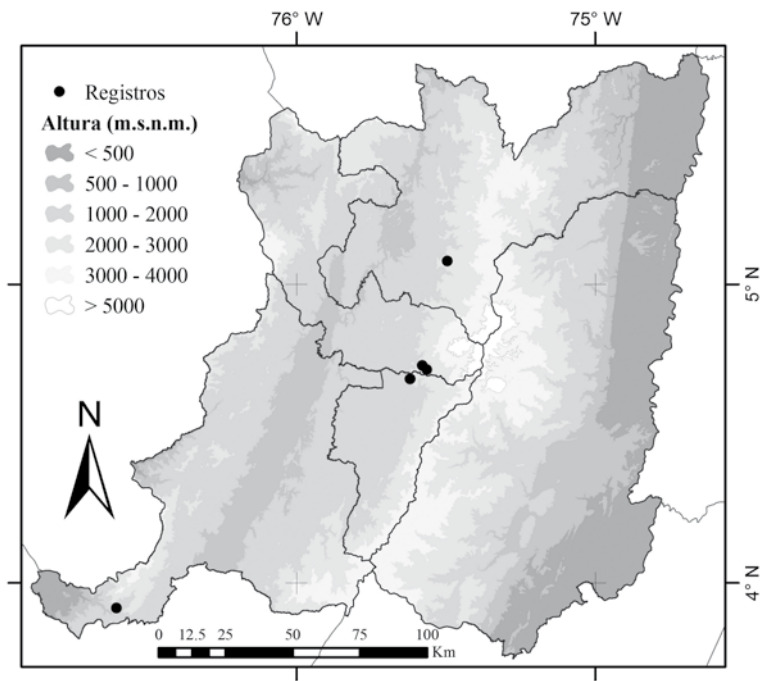 76° W
75° W
Registros
Altura (m.s.n.m.)
< 500
500 - 1000
1000 - 2000
2000 - 3000
3000 - 4000
> 5000
5° N
N
4° N
0 12.5 25 50 75 100
Km